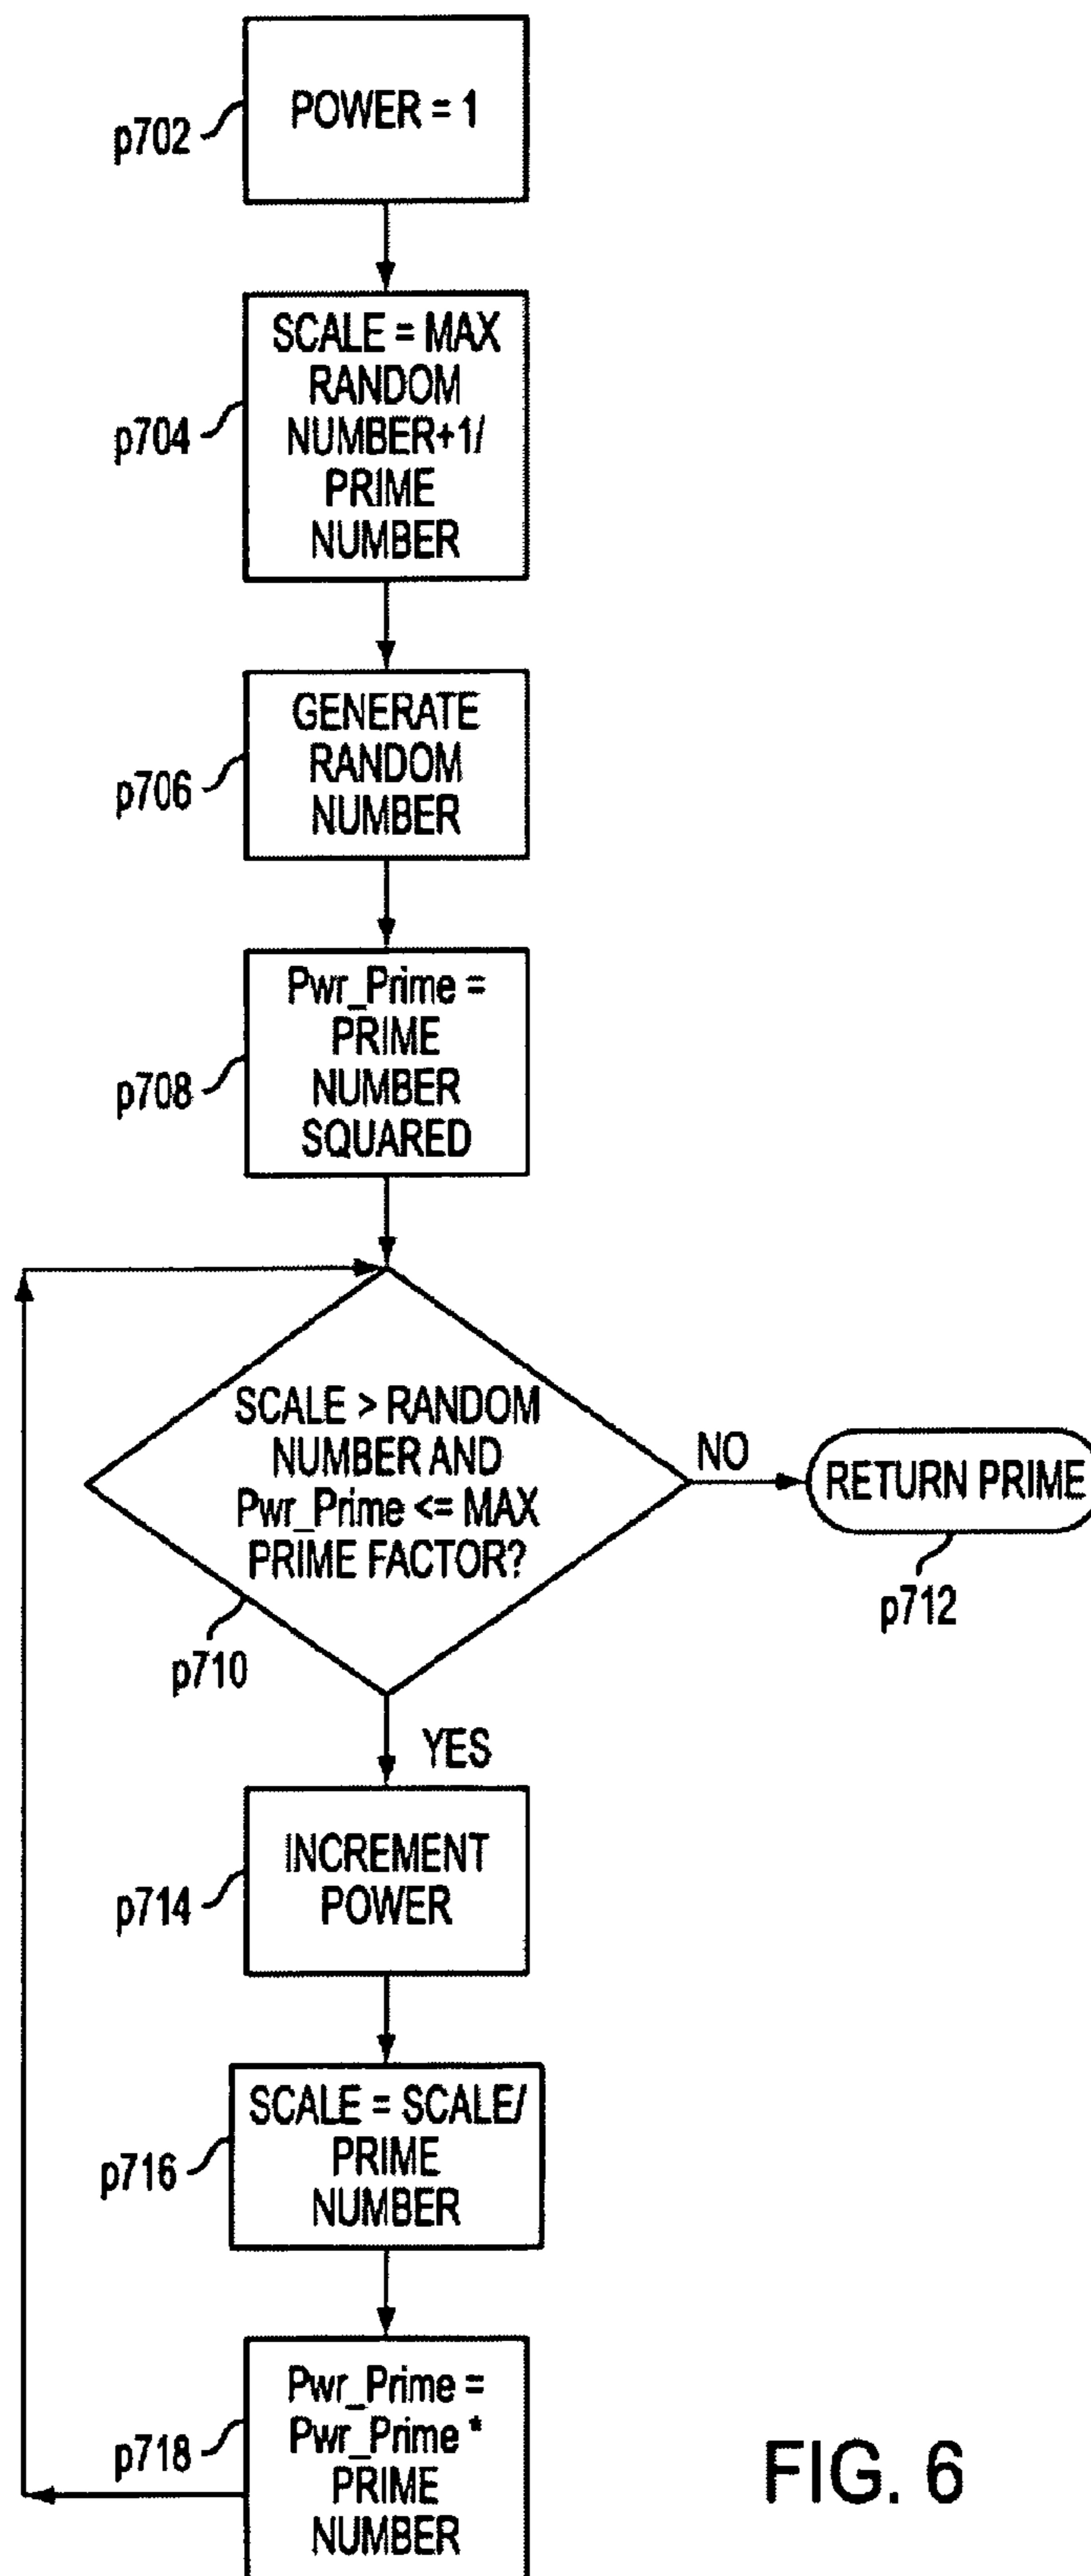 POWER = 1
p702
SCALE = MAX
RANDOM
NUMBER+1/
PRIME
NUMBER
p704
GENERATE
RANDOM
NUMBER
p706
Pwr_Prime =
PRIME
NUMBER
SQUARED
p708
SCALE > RANDOM
NUMBER AND
Pwr_Prime <= MAX
PRIME FACTOR?
p710
NO
RETURN PRIME
p712
YES
INCREMENT
POWER
p714
SCALE = SCALE/
PRIME
NUMBER
p716
Pwr_Prime =
Pwr_Prime *
PRIME
NUMBER
p718
FIG. 6